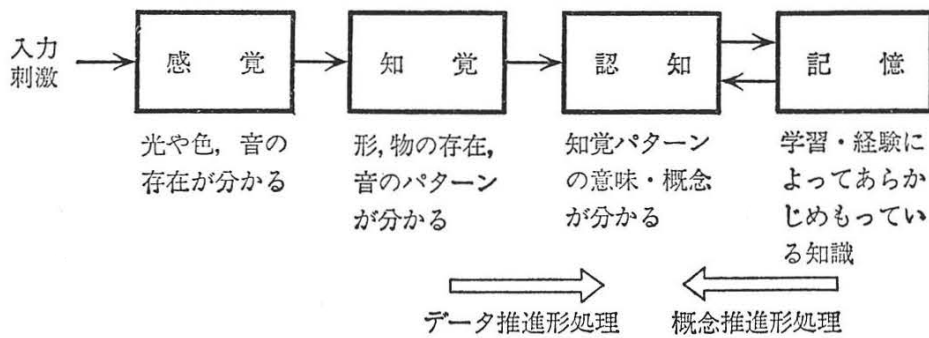 入力
刺激
感覚
知覚
認知
記憶
光や色，音の
存在が分かる
形，物の存在，
音のパターン
が分かる
知覚パターン
の意味・概念
が分かる
学習・経験に
よってあらか
じめもってい
る知識
データ推進形処理
概念推進形処理